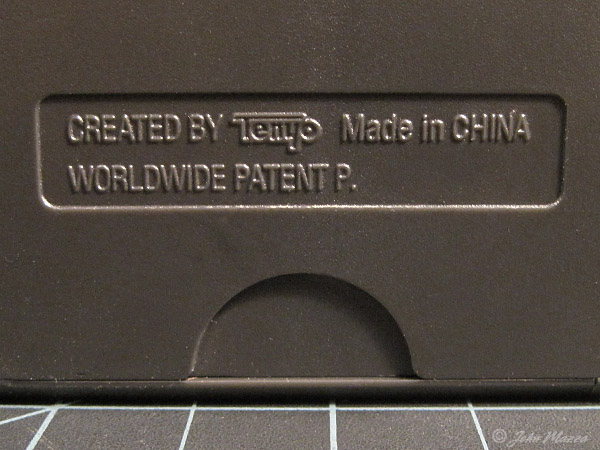 CREATED BY Tenyo Made in CHINA
WORLDWIDE PATENT P.
© John Mazza